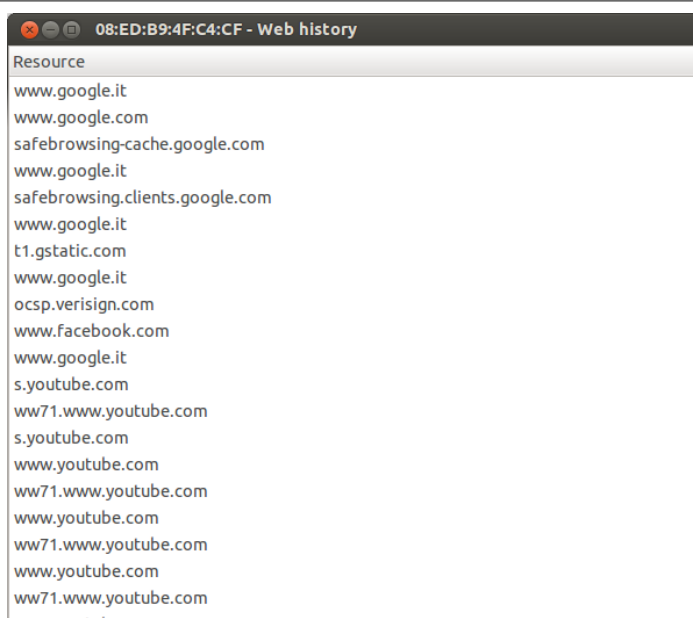 08:ED:B9:4F:C4:CF - Web history
Resource
www.google.it
www.google.com
safebrowsing-cache.google.com
www.google.it
safebrowsing.clients.google.com
www.google.it
t1.gstatic.com
www.google.it
ocsp.verisign.com
www.facebook.com
www.google.it
s.youtube.com
ww71.www.youtube.com
s.youtube.com
www.youtube.com
ww71.www.youtube.com
www.youtube.com
ww71.www.youtube.com
www.youtube.com
ww71.www.youtube.com